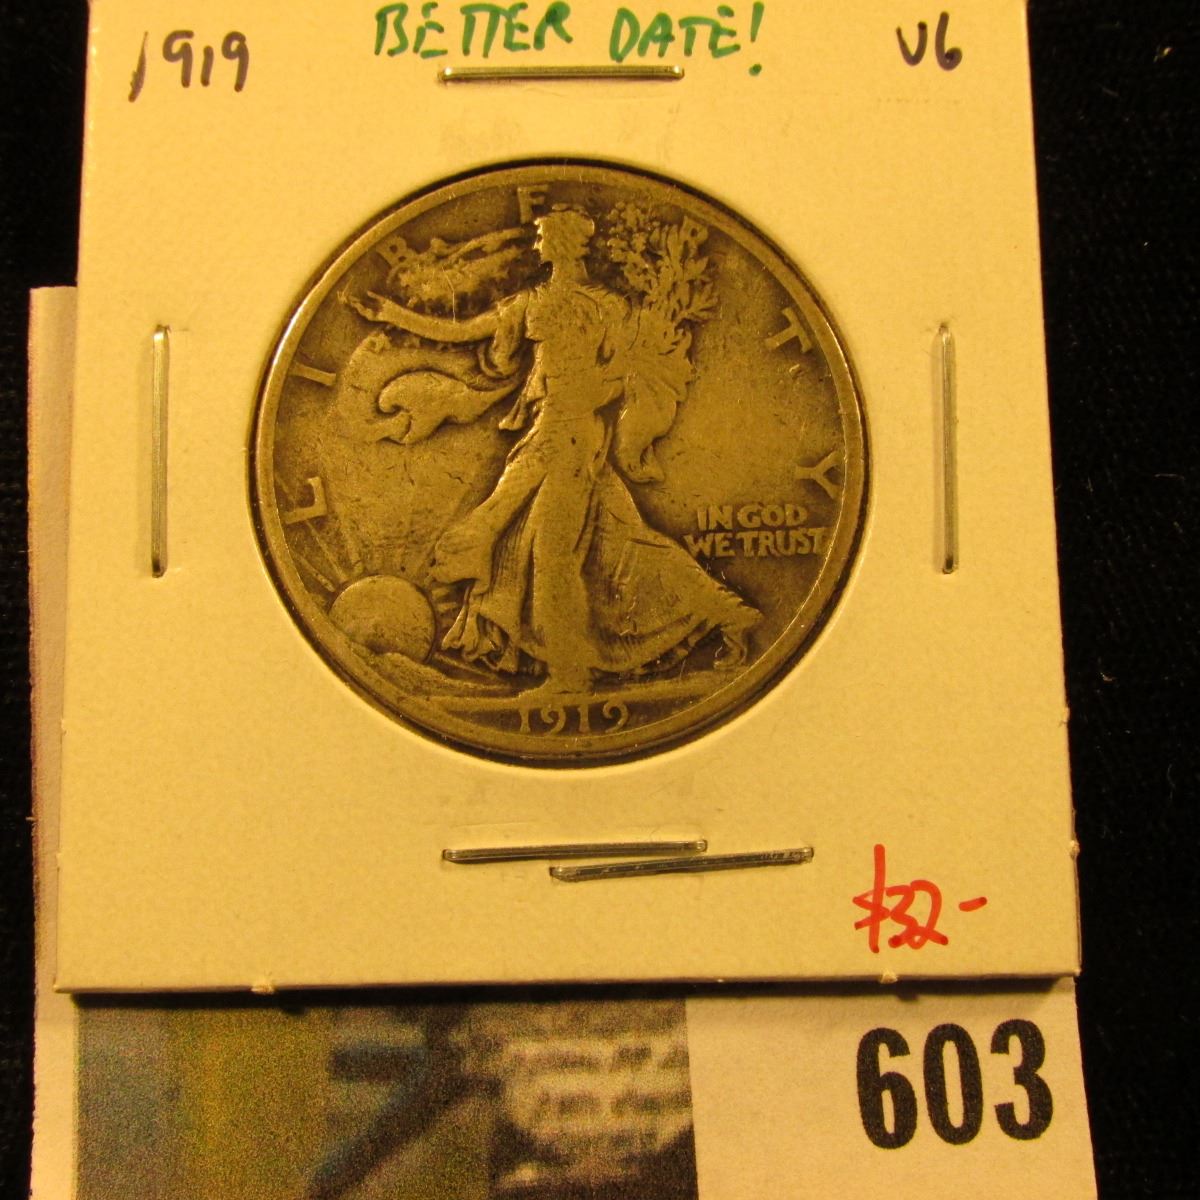 1919 BETTER DATE! VG
LIBERTY
IN GOD
WE TRUST
1919
$32-
603